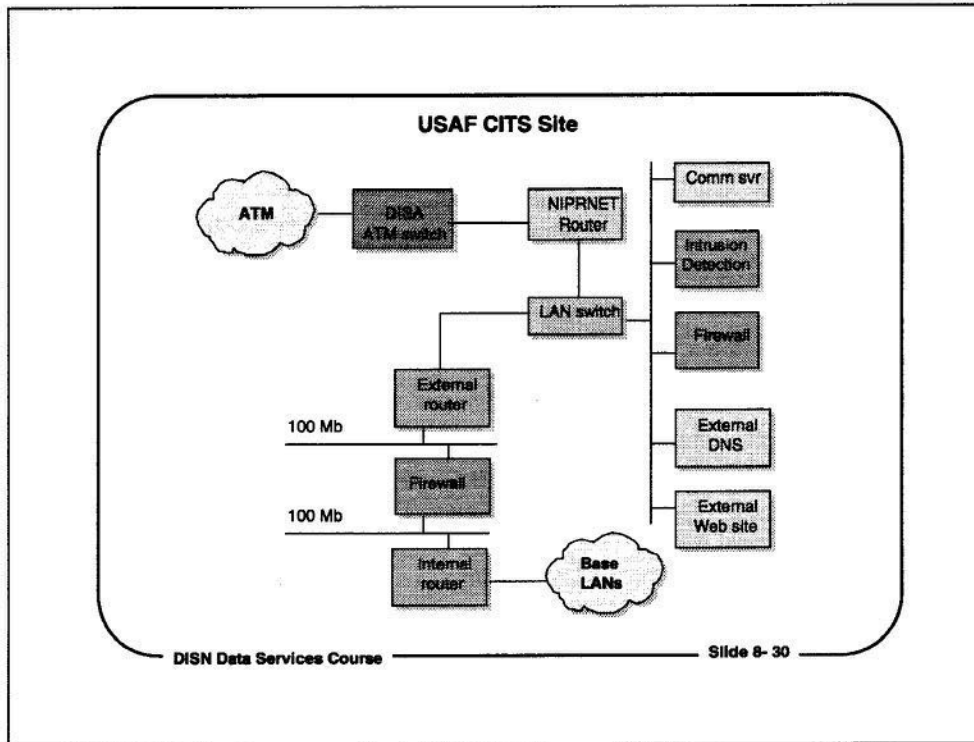 USAF CITS Site
ATM
DISA
ATM switch
NIPRNET
Router
LAN switch
Comm svr
Intrusion
Detection
Firewall
External
DNS
External
Web site
External
router
100 Mb
Firewall
100 Mb
Internal
router
Base
LANs
DISN Data Services Course
Slide 8- 30